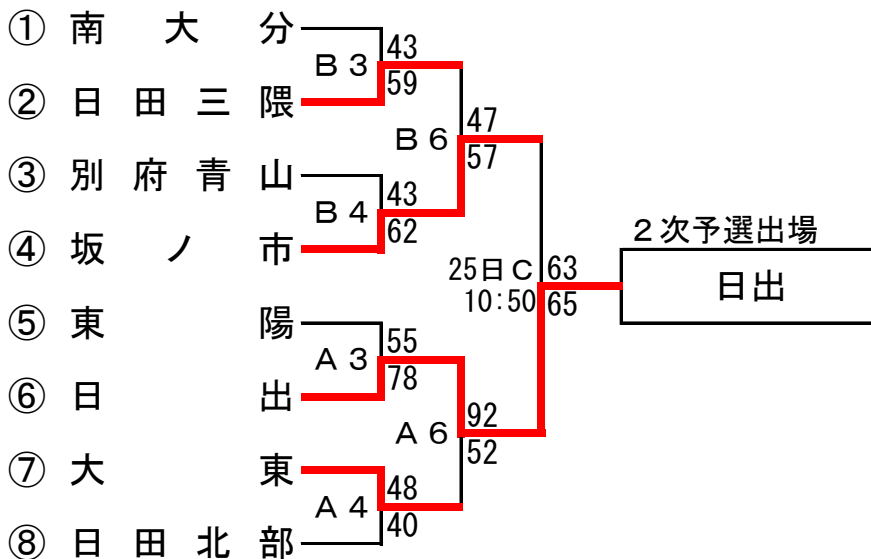 ① 南大分
43
B3
59
② 日田三隈
47
B6
57
③ 別府青山
43
B4
62
④ 坂ノ市
2次予選出場
25日C 63
10:50 65
日出
⑤ 東陽
55
A3
78
⑥ 日出
92
A6
52
⑦ 大東
48
A4
40
⑧ 日田北部